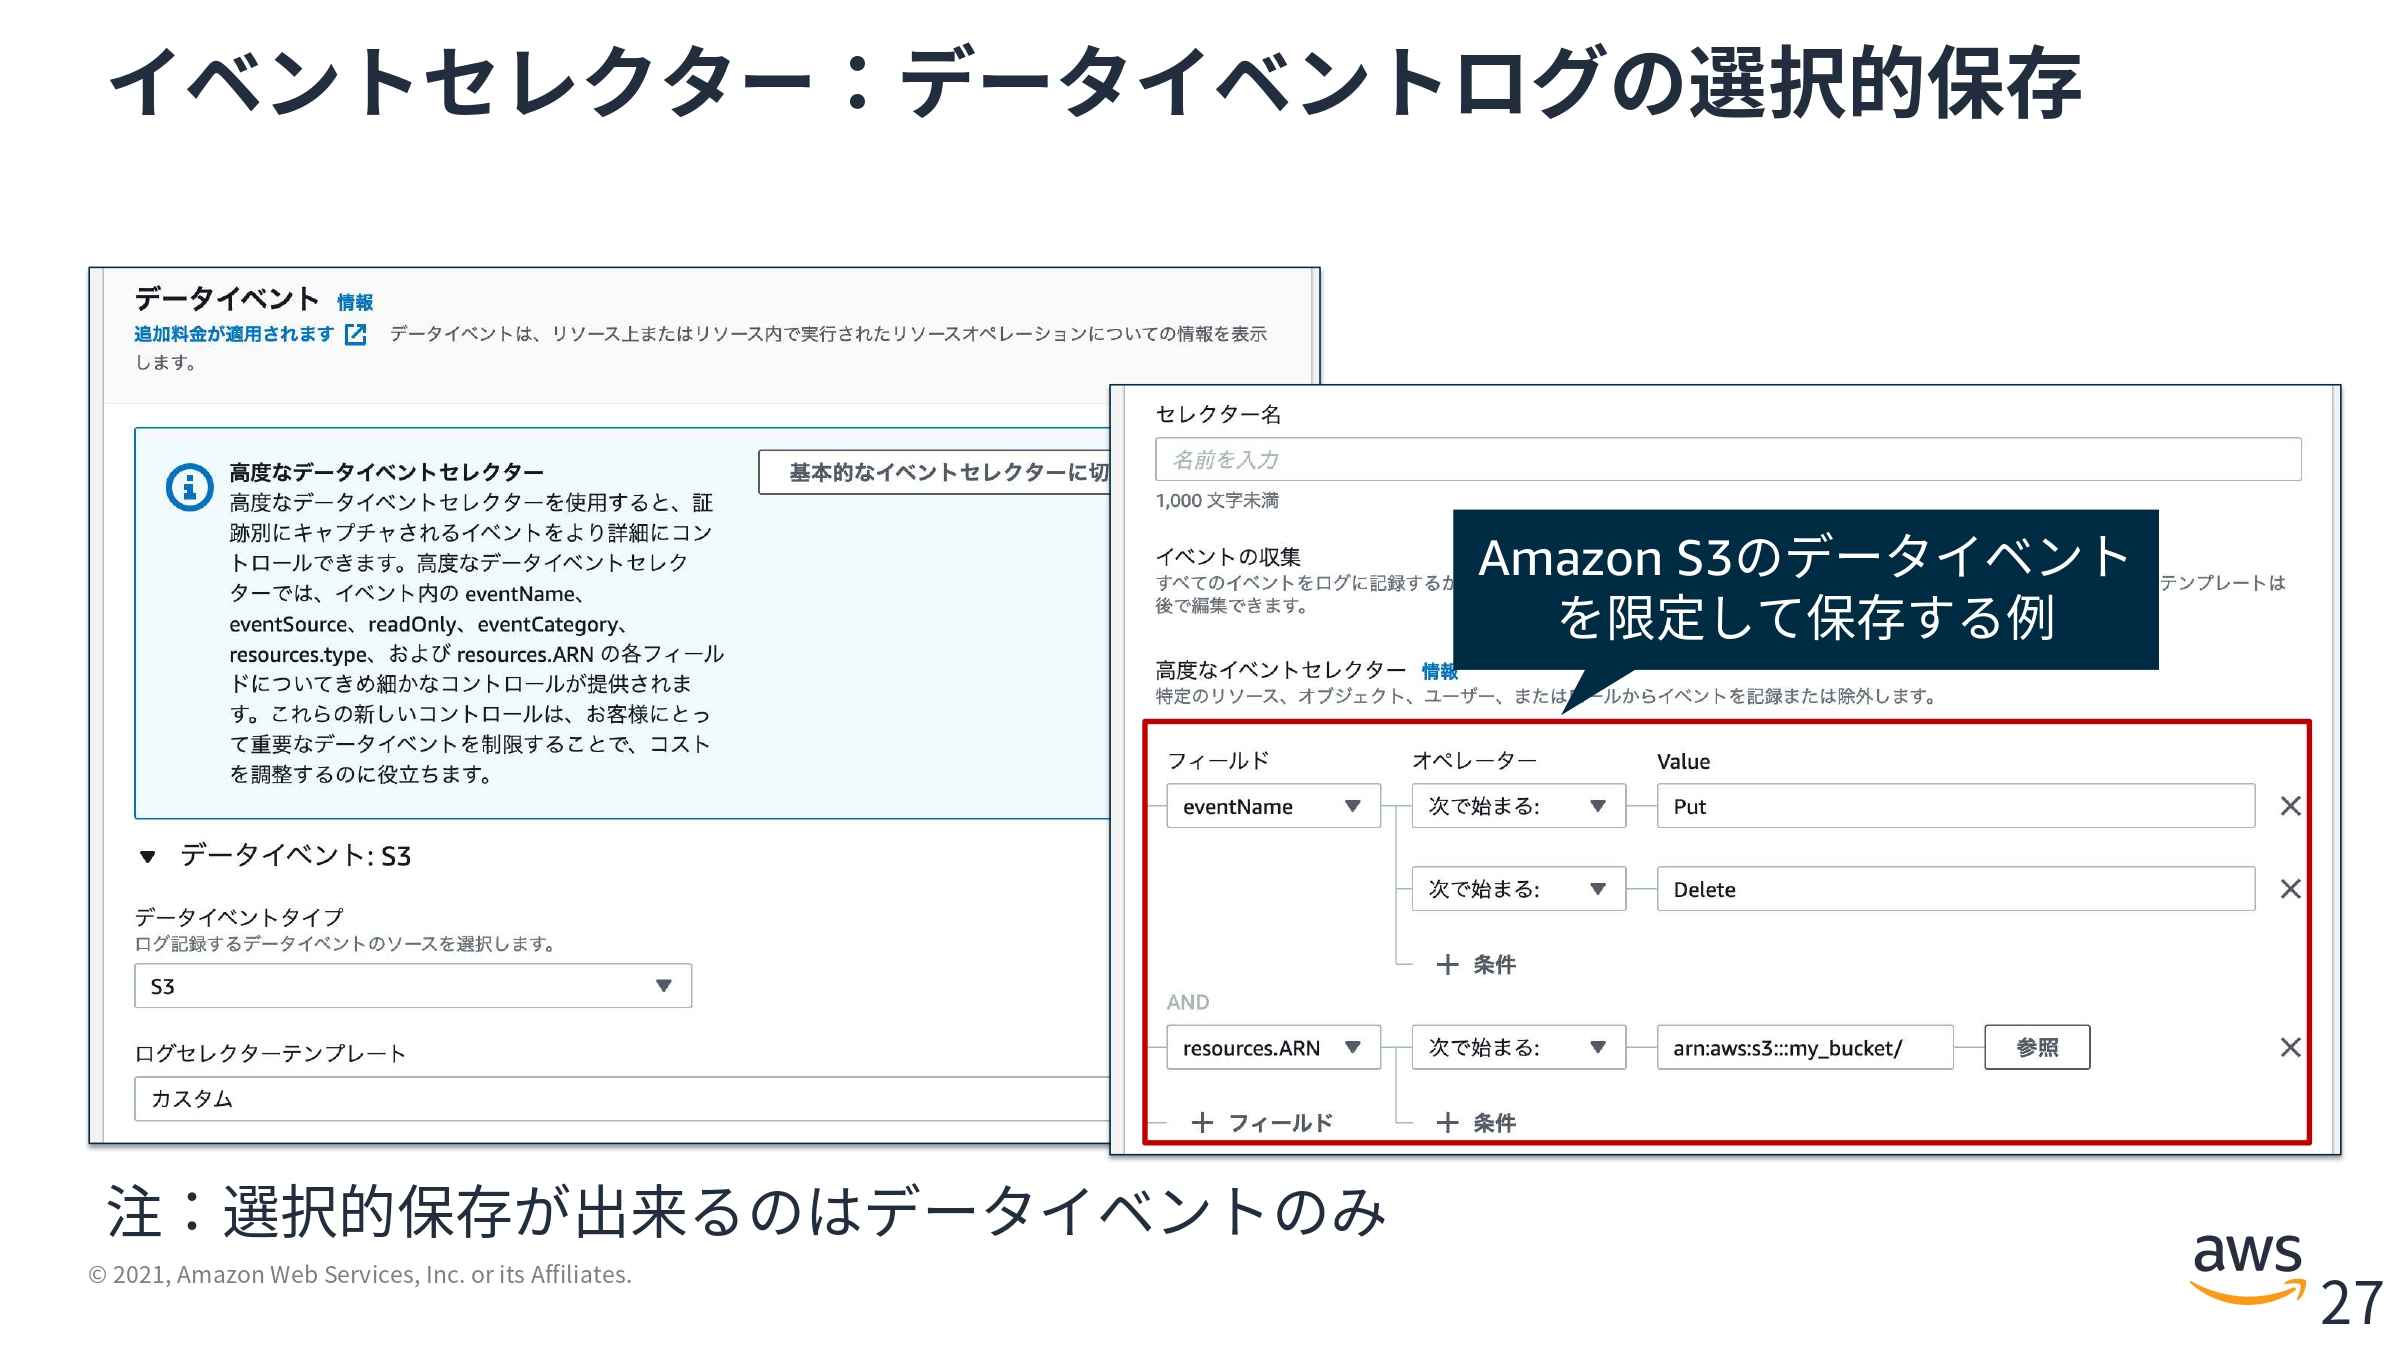 イベントセレクター：データイベントログの選択的保存
データイベント 情報
追加料金が適用されます データイベントは、リソース上またはリソース内で実行されたリソースオペレーションについての情報を表示
します。
高度なデータイベントセレクター
高度なデータイベントセレクターを使用すると、証
跡別にキャプチャされるイベントをより詳細にコン
トロールできます。高度なデータイベントセレク
ターでは、イベント内の eventName、
eventSource、readOnly、eventCategory、
resources.type、および resources.ARN の各フィール
ドについてきめ細かなコントロールが提供されま
す。これらの新しいコントロールは、お客様にとっ
て重要なデータイベントを制限することで、コスト
を調整するのに役立ちます。
基本的なイベントセレクターに切
データイベント: S3
データイベントタイプ
ログ記録するデータイベントのソースを選択します。
S3
ログセレクターテンプレート
カスタム
セレクター名
名前を入力
1,000 文字未満
イベントの収集
すべてのイベントをログに記録するか テンプレートは
後で編集できます。
Amazon S3のデータイベント
を限定して保存する例
高度なイベントセレクター 情報
特定のリソース、オブジェクト、ユーザー、または ールからイベントを記録または除外します。
フィールド オペレーター Value
eventName 次で始まる: Put
次で始まる: Delete
＋ 条件
AND
resources.ARN 次で始まる: arn:aws:s3:::my_bucket/ 参照
＋ フィールド ＋ 条件
注：選択的保存が出来るのはデータイベントのみ
© 2021, Amazon Web Services, Inc. or its Affiliates.
aws
27